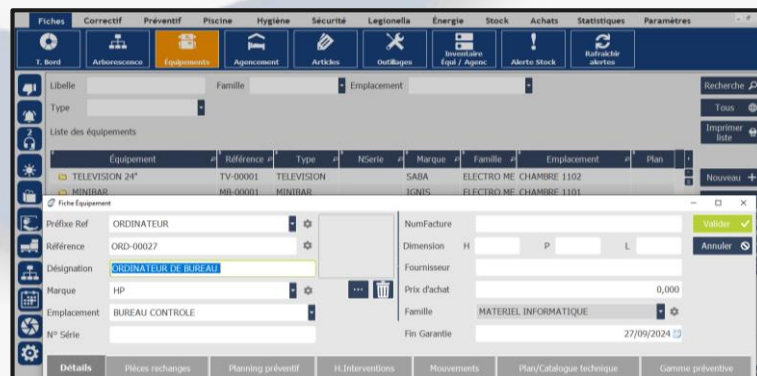 Fiches Correctif Préventif Piscine Hygiène Sécurité Legionella Énergie Stock Achats Statistiques Paramètres
T. Bord Arborescence Équipements Agencement Articles Outillages Inventaire Équi / Agenc Alerte Stock Rafraichir alertes
Libelle Famille Emplacement Recherche
Type Tous
Liste des équipements Imprimer liste
Équipement Référence Type NSerie Marque Famille Emplacement Plan
TELEVISION 24" TV-00001 TELEVISION SABA ELECTRO ME CHAMBRE 1102 Nouveau +
MINIBAR MB-00001 MINIBAR IGNIS ELECTRO ME CHAMBRE 1101
Fiche Équipement
Préfixe Ref ORDINATEUR NumFacture Valider
Référence ORD-00027 Dimension H P L Annuler
Désignation ORDINATEUR DE BUREAU Fournisseur
Marque HP ... Prix d'achat 0,000
Emplacement BUREAU CONTROLE Famille MATERIEL INFORMATIQUE
N° Série Fin Garantie 27/09/2024
Détails Pièces rechanges Planning préventif H.Interventions Mouvements Plan/Catalogue technique Gamme préventive